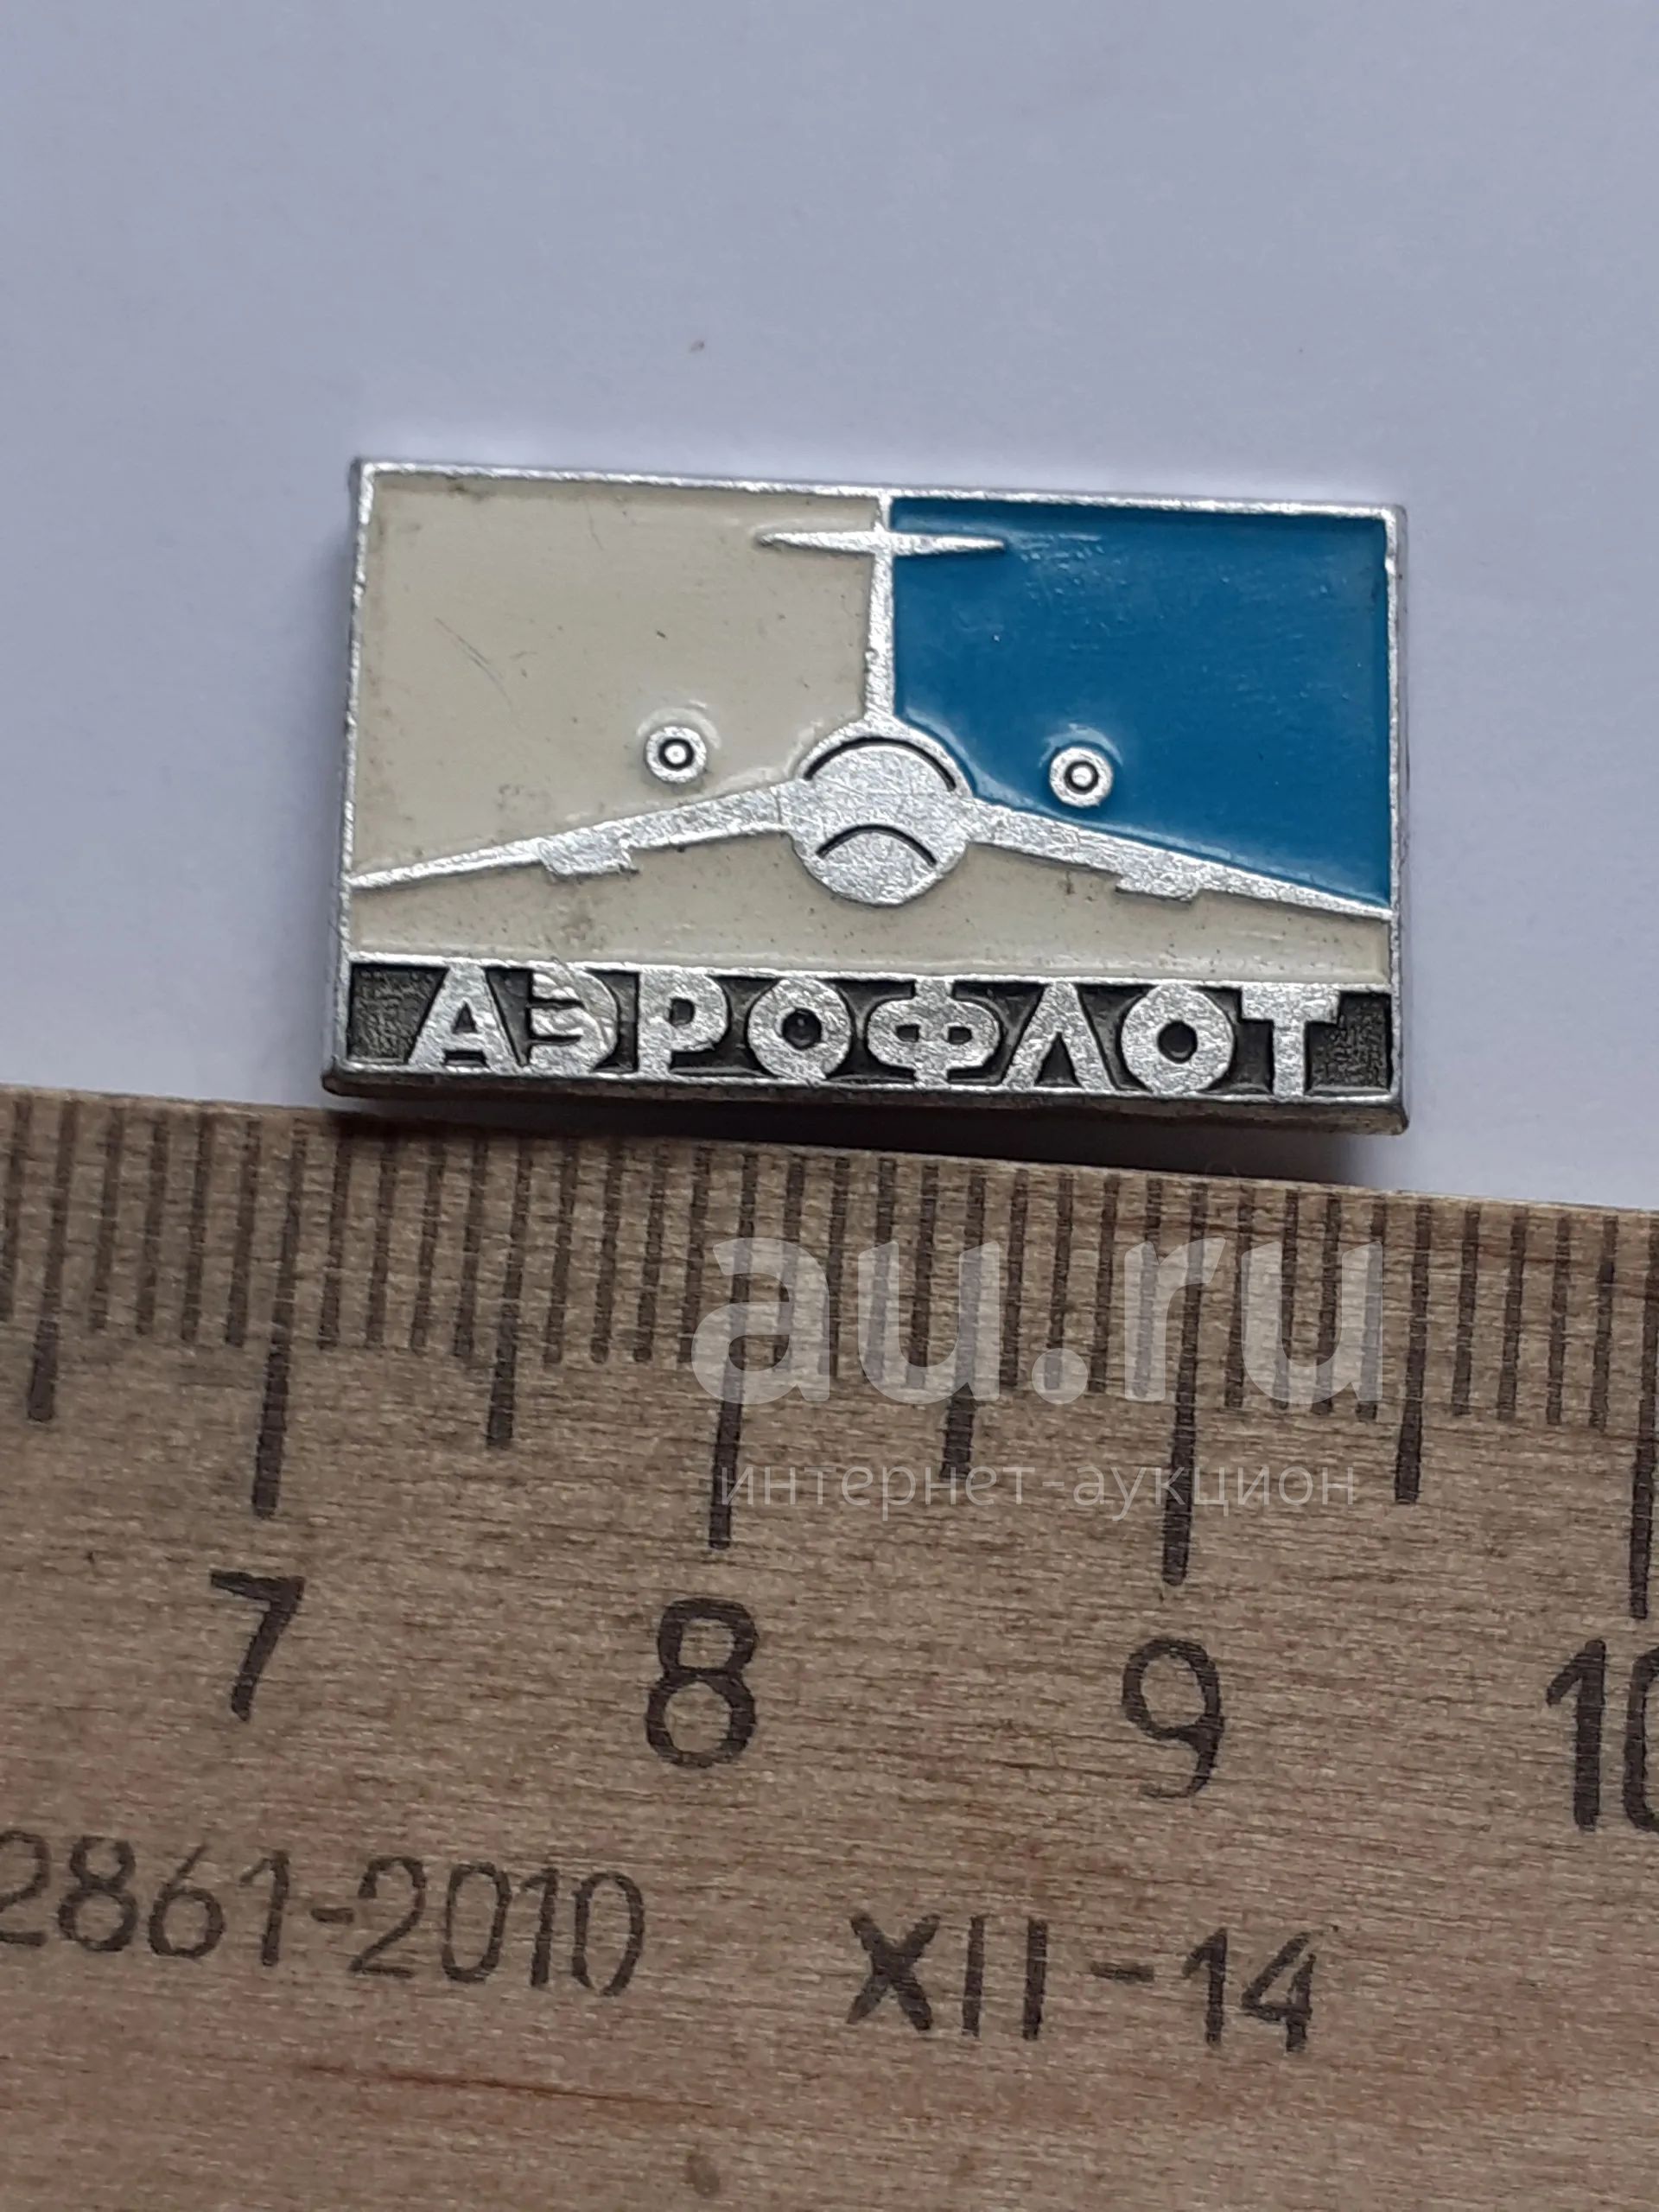 АЭРОФЛОТ
au.ru
интернет-аукцион
7 8 9 10
2861-2010 XII-14